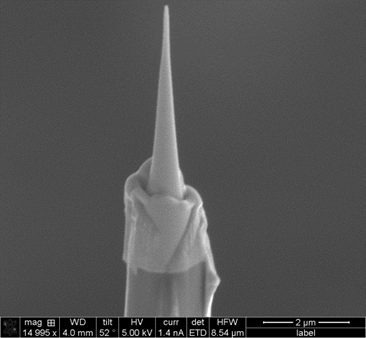 mag WD tilt HV curr det HFW 2 µm
14 995 x 4.0 mm 52 ° 5.00 kV 1.4 nA ETD 8.54 µm label